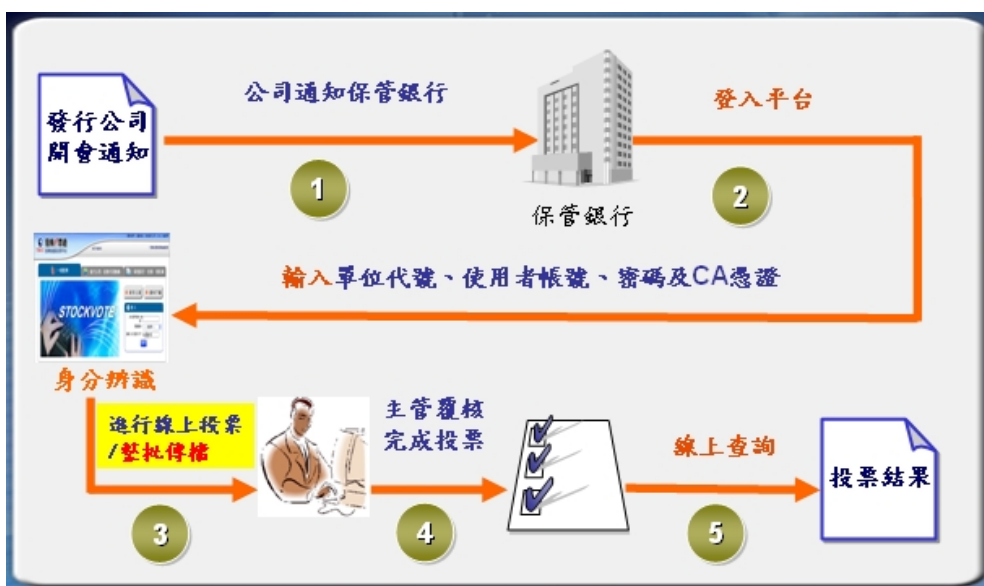 發行公司
開會通知
公司通知保管銀行
1
保管銀行
登入平台
2
輸入單位代號、使用者帳號、密碼及CA憑證
STOCKVOTE
身分辨識
進行線上投票
/整批傳檔
3
主管覆核
完成投票
4
線上查詢
5
投票結果